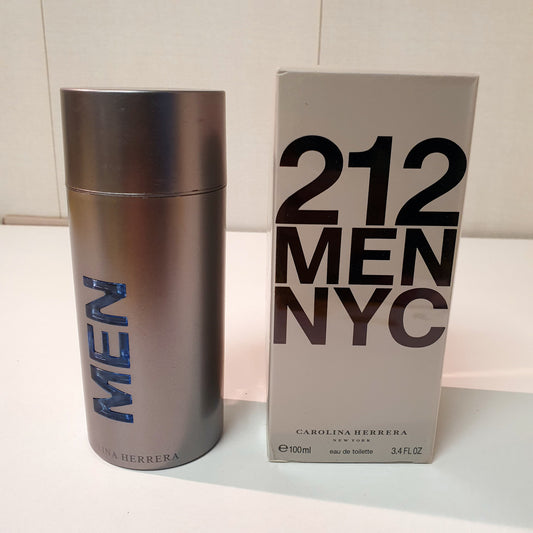 MEN
INA HERRERA
212
MEN
NYC
CAROLINA HERRERA
NEW YORK
e 100ml eau de toilette 3.4 FL OZ